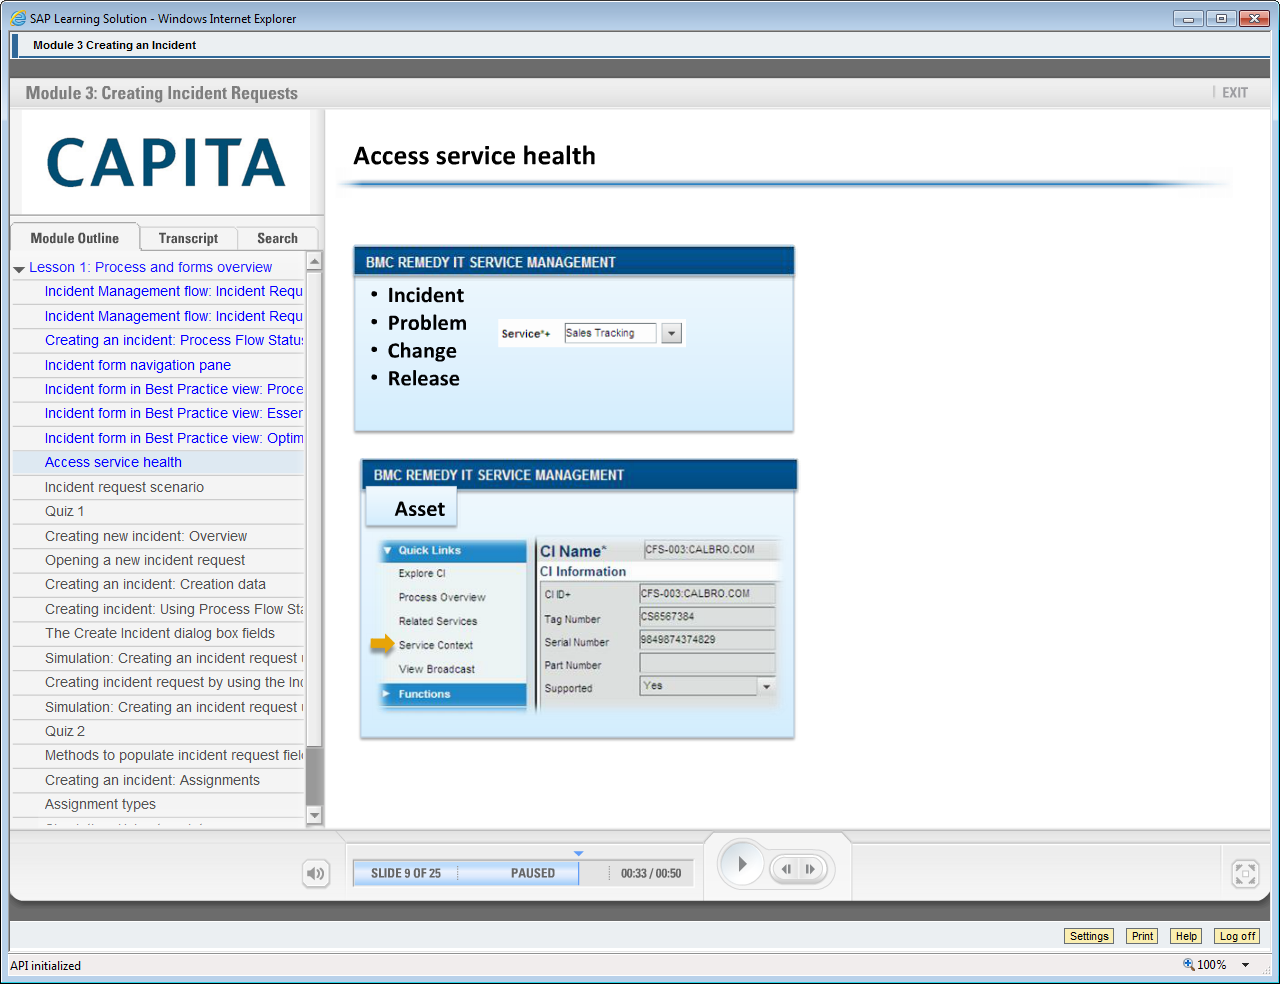 SAP Learning Solution - Windows Internet Explorer
Module 3 Creating an Incident
Module 3: Creating Incident Requests
EXIT
CAPITA
Module Outline
Transcript
Search
Lesson 1: Process and forms overview
Incident Management flow: Incident Requ
Incident Management flow: Incident Requ
Creating an incident: Process Flow Status
Incident form navigation pane
Incident form in Best Practice view: Proce
Incident form in Best Practice view: Essen
Incident form in Best Practice view: Optim
Access service health
Incident request scenario
Quiz 1
Creating new incident: Overview
Opening a new incident request
Creating an incident: Creation data
Creating incident: Using Process Flow Sta
The Create Incident dialog box fields
Simulation: Creating an incident request
Creating incident request by using the Inc
Simulation: Creating an incident request
Quiz 2
Methods to populate incident request field
Creating an incident: Assignments
Assignment types
Access service health
BMC REMEDY IT SERVICE MANAGEMENT
• Incident
• Problem
• Change
• Release
Service*+ Sales Tracking
BMC REMEDY IT SERVICE MANAGEMENT
Asset
Quick Links
Explore CI
Process Overview
Related Services
Service Context
View Broadcast
Functions
CI Name* CFS-003:CALBRO.COM
CI Information
CI ID+ CFS-003:CALBRO.COM
Tag Number CS6567384
Serial Number 9849874374829
Part Number
Supported Yes
SLIDE 9 OF 25
PAUSED
00:33 / 00:50
Settings
Print
Help
Log off
API initialized
100%